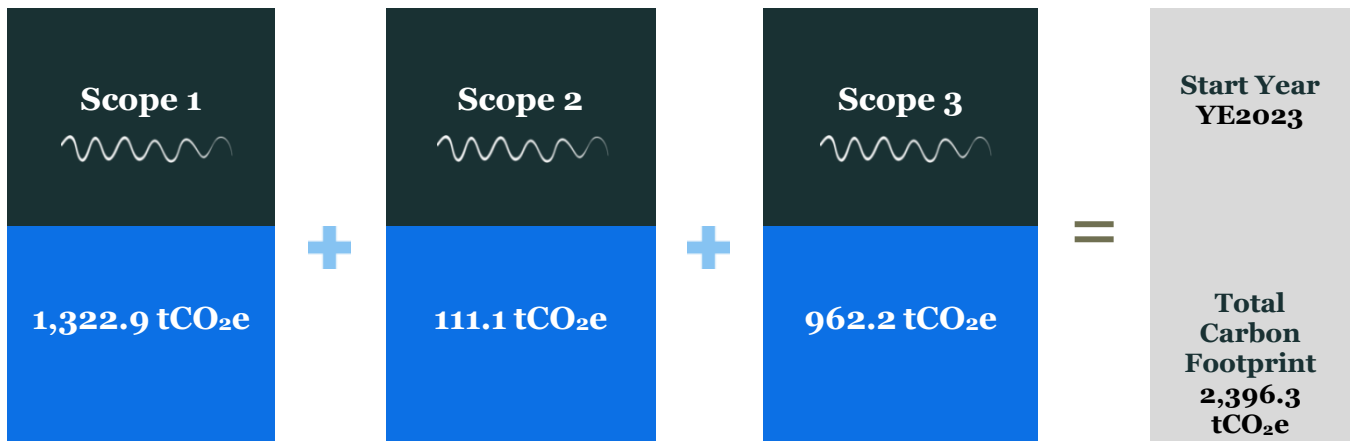 Scope 1
1,322.9 tCO₂e
Scope 2
111.1 tCO₂e
Scope 3
962.2 tCO₂e
=
Start Year
YE2023
Total
Carbon
Footprint
2,396.3
tCO₂e